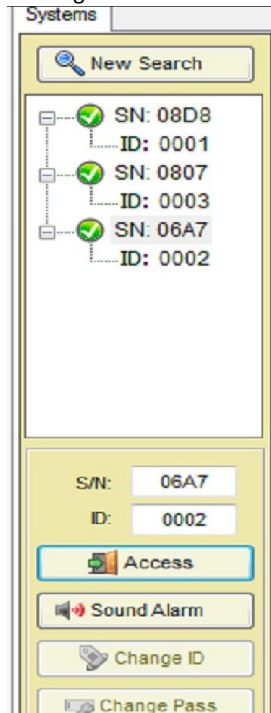 Systems
New Search
SN: 08D8
ID: 0001
SN: 0807
ID: 0003
SN: 06A7
ID: 0002
S/N: 06A7
ID: 0002
Access
Sound Alarm
Change ID
Change Pass